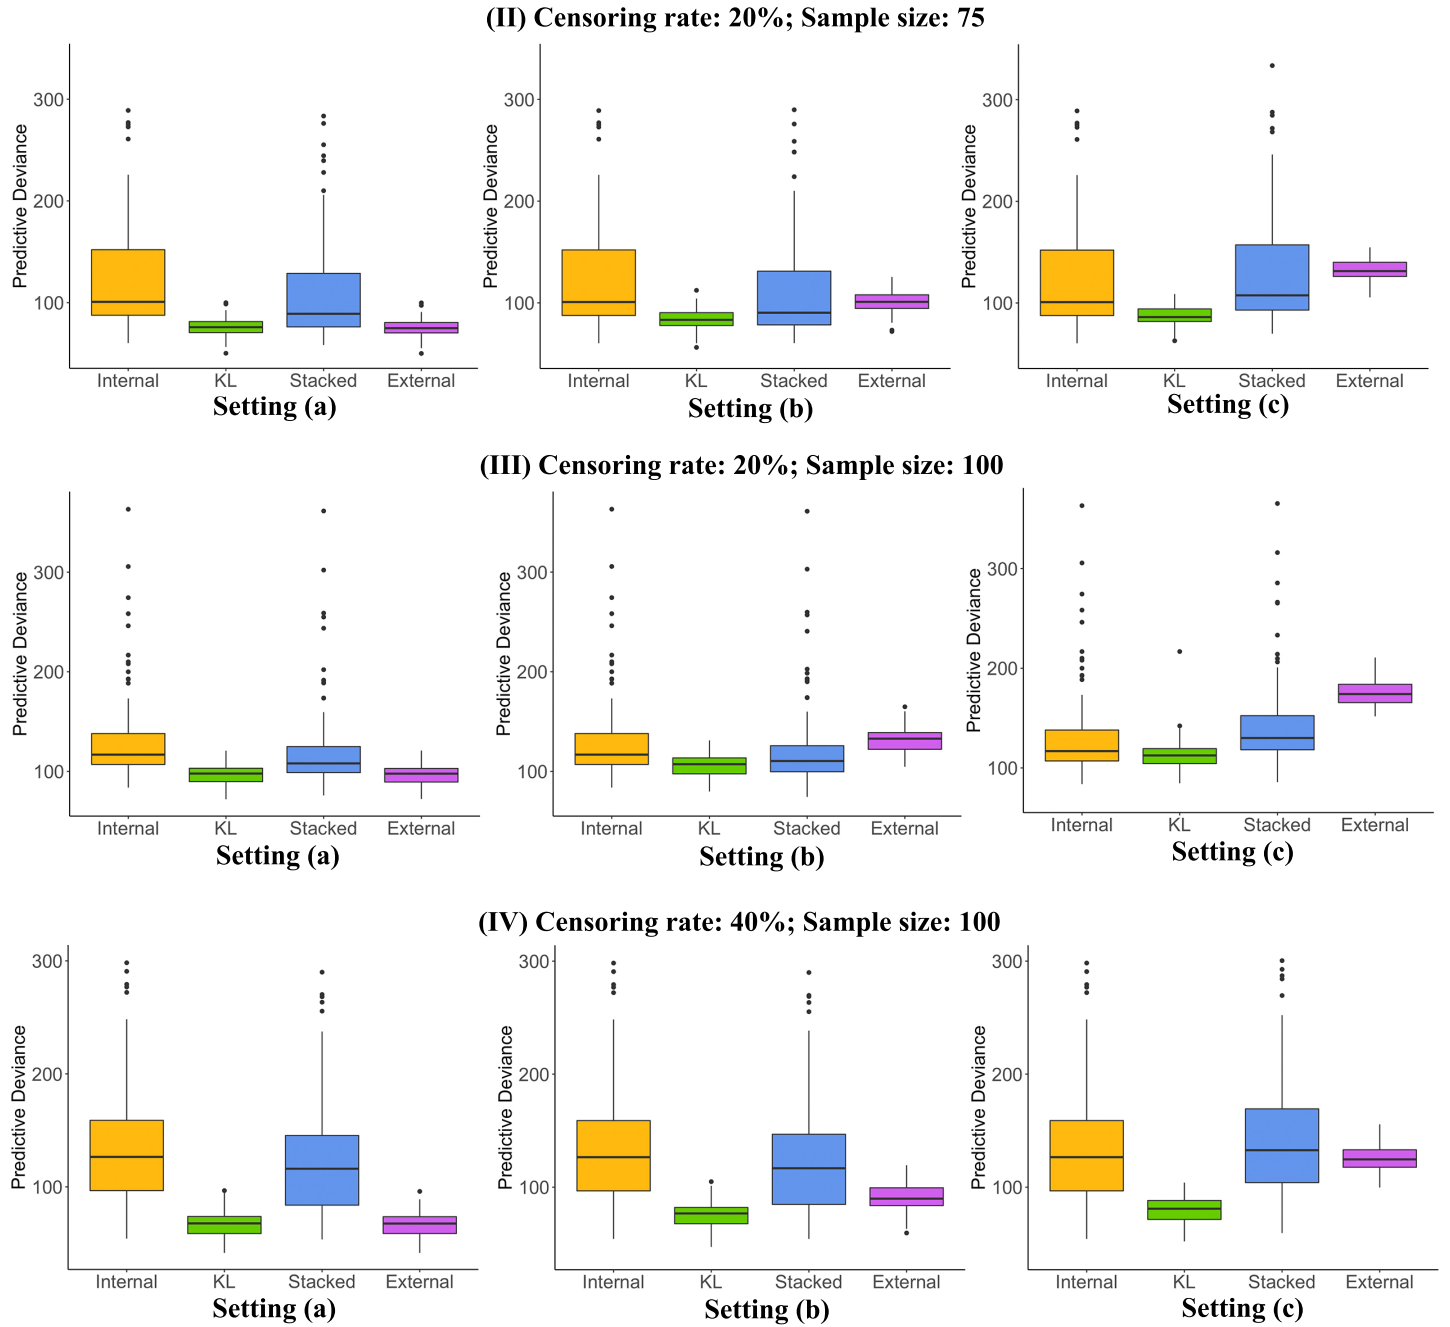 (II) Censoring rate: 20%; Sample size: 75
Predictive Deviance
300
200
100
Internal KL Stacked External
Setting (a)
Predictive Deviance
300
200
100
Internal KL Stacked External
Setting (b)
Predictive Deviance
300
200
100
Internal KL Stacked External
Setting (c)
(III) Censoring rate: 20%; Sample size: 100
Predictive Deviance
300
200
100
Internal KL Stacked External
Setting (a)
Predictive Deviance
300
200
100
Internal KL Stacked External
Setting (b)
Predictive Deviance
300
200
100
Internal KL Stacked External
Setting (c)
(IV) Censoring rate: 40%; Sample size: 100
Predictive Deviance
300
200
100
Internal KL Stacked External
Setting (a)
Predictive Deviance
300
200
100
Internal KL Stacked External
Setting (b)
Predictive Deviance
300
200
100
Internal KL Stacked External
Setting (c)